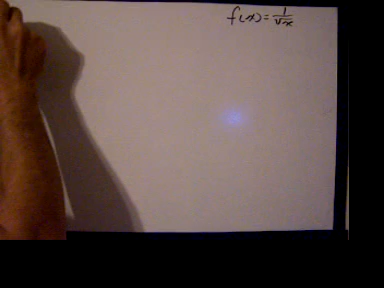 f(x) = 1/√x